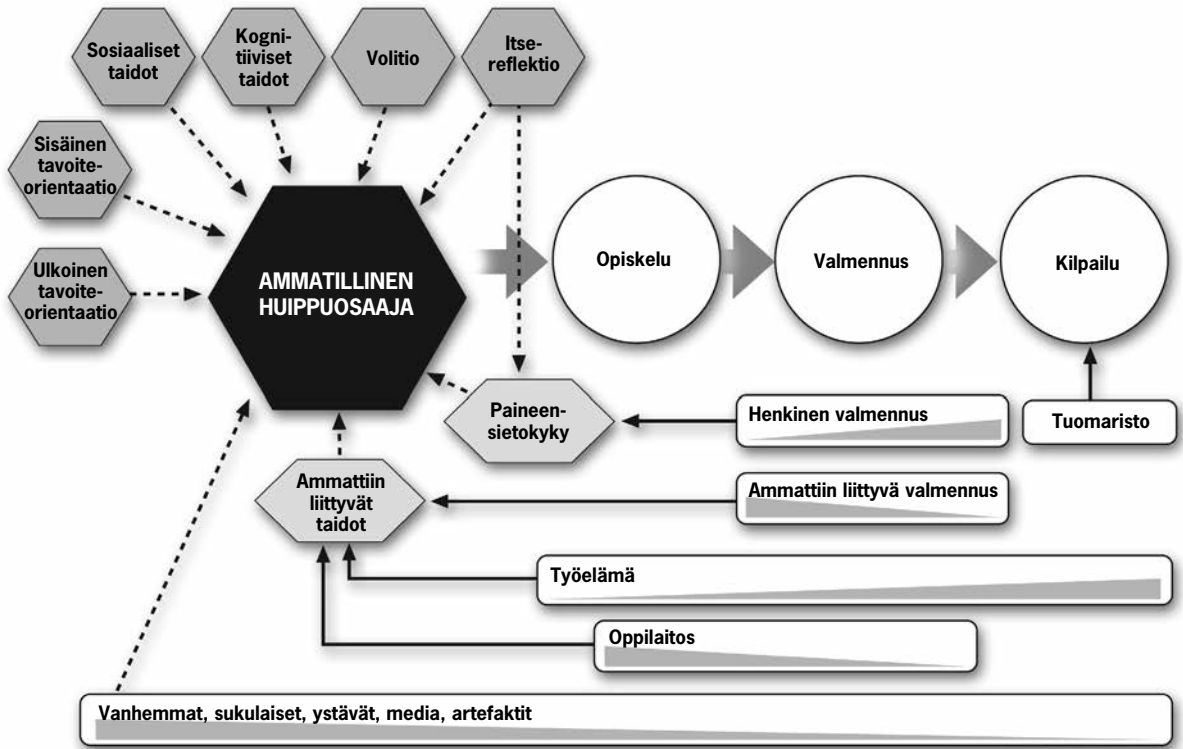 Sosiaaliset
taidot
Kogni-
tiiviset
taidot
Volitio
Itse-
reflektio
Sisäinen
tavoite-
orientaatio
Ulkoinen
tavoite-
orientaatio
AMMATILLINEN
HUIPPUOSAAJA
Opiskelu
Valmennus
Kilpailu
Paineen-
sietokyky
Henkinen valmennus
Tuomaristo
Ammattiin
liittyvät
taidot
Ammattiin liittyvä valmennus
Työelämä
Oppilaitos
Vanhemmat, sukulaiset, ystävät, media, artefaktit